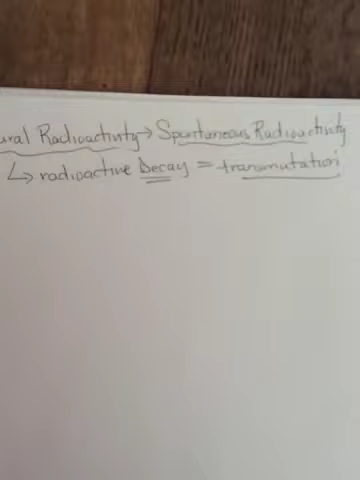 ural Radioactivity → Spontaneous Radioactivity
↳ radioactive Decay = transmutation